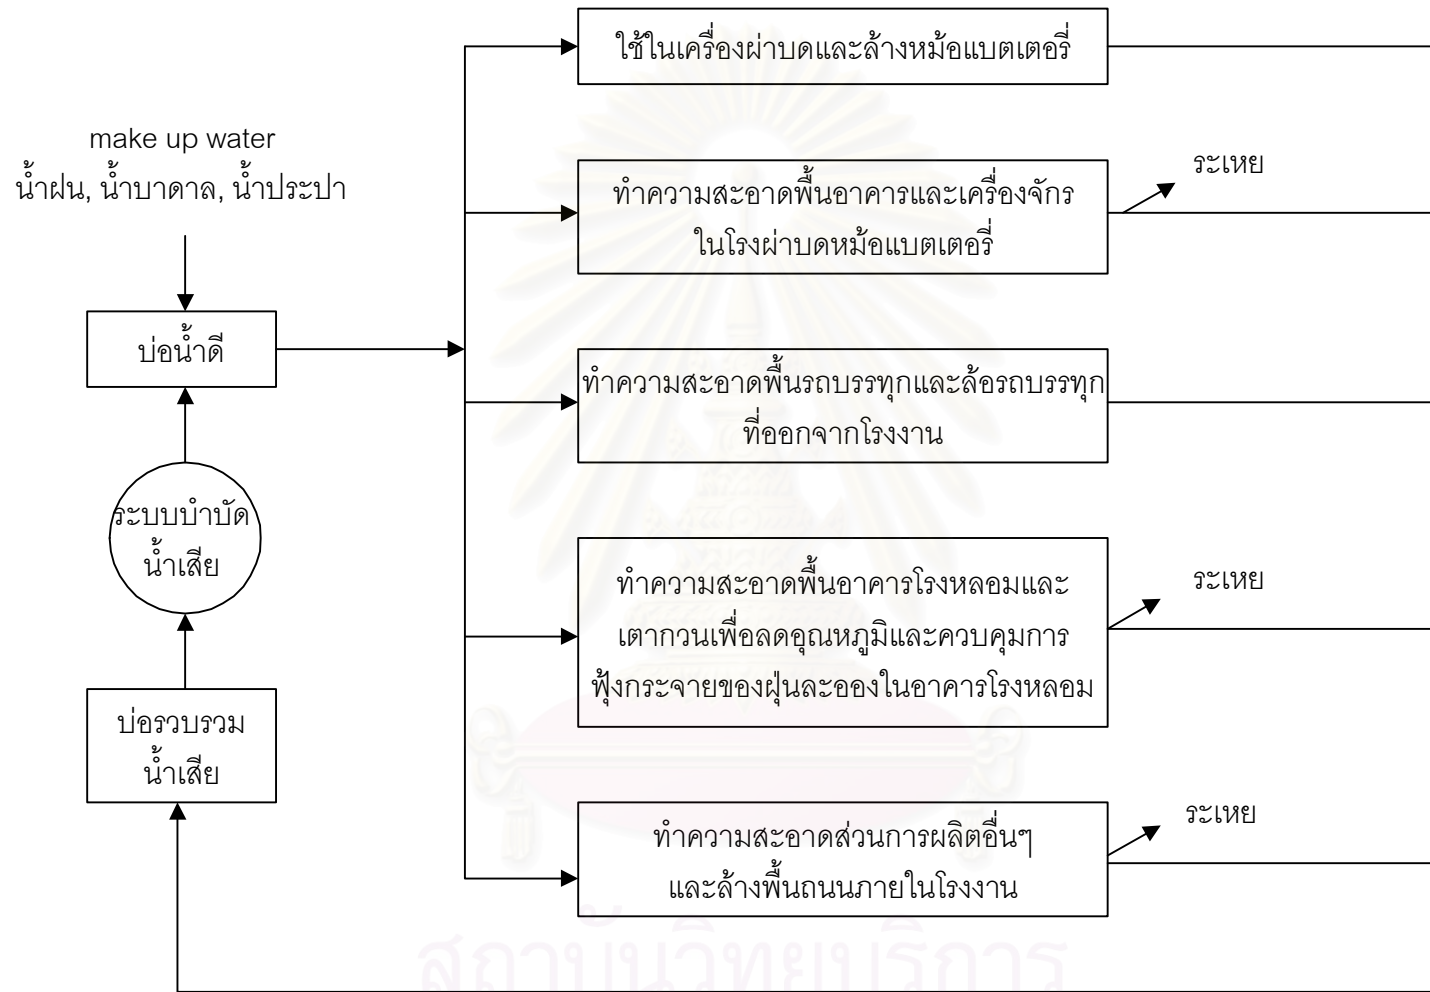 ใช้ในเครื่องผ่าบดและล้างหม้อแบตเตอรี่
make up water
น้ำฝน, น้ำบาดาล, น้ำประปา
ระเหย
ทำความสะอาดพื้นอาคารและเครื่องจักร
ในโรงผ่าบดหม้อแบตเตอรี่
บ่อน้ำดี
ทำความสะอาดพื้นรถบรรทุกและล้อรถบรรทุก
ที่ออกจากโรงงาน
ระบบบำบัด
น้ำเสีย
ระเหย
ทำความสะอาดพื้นอาคารโรงหลอมและ
เตากวนเพื่อลดอุณหภูมิและควบคุมการ
ฟุ้งกระจายของฝุ่นละอองในอาคารโรงหลอม
บ่อรวบรวม
น้ำเสีย
ระเหย
ทำความสะอาดส่วนการผลิตอื่นๆ
และล้างพื้นถนนภายในโรงงาน
สถาบันวิทยบริการ